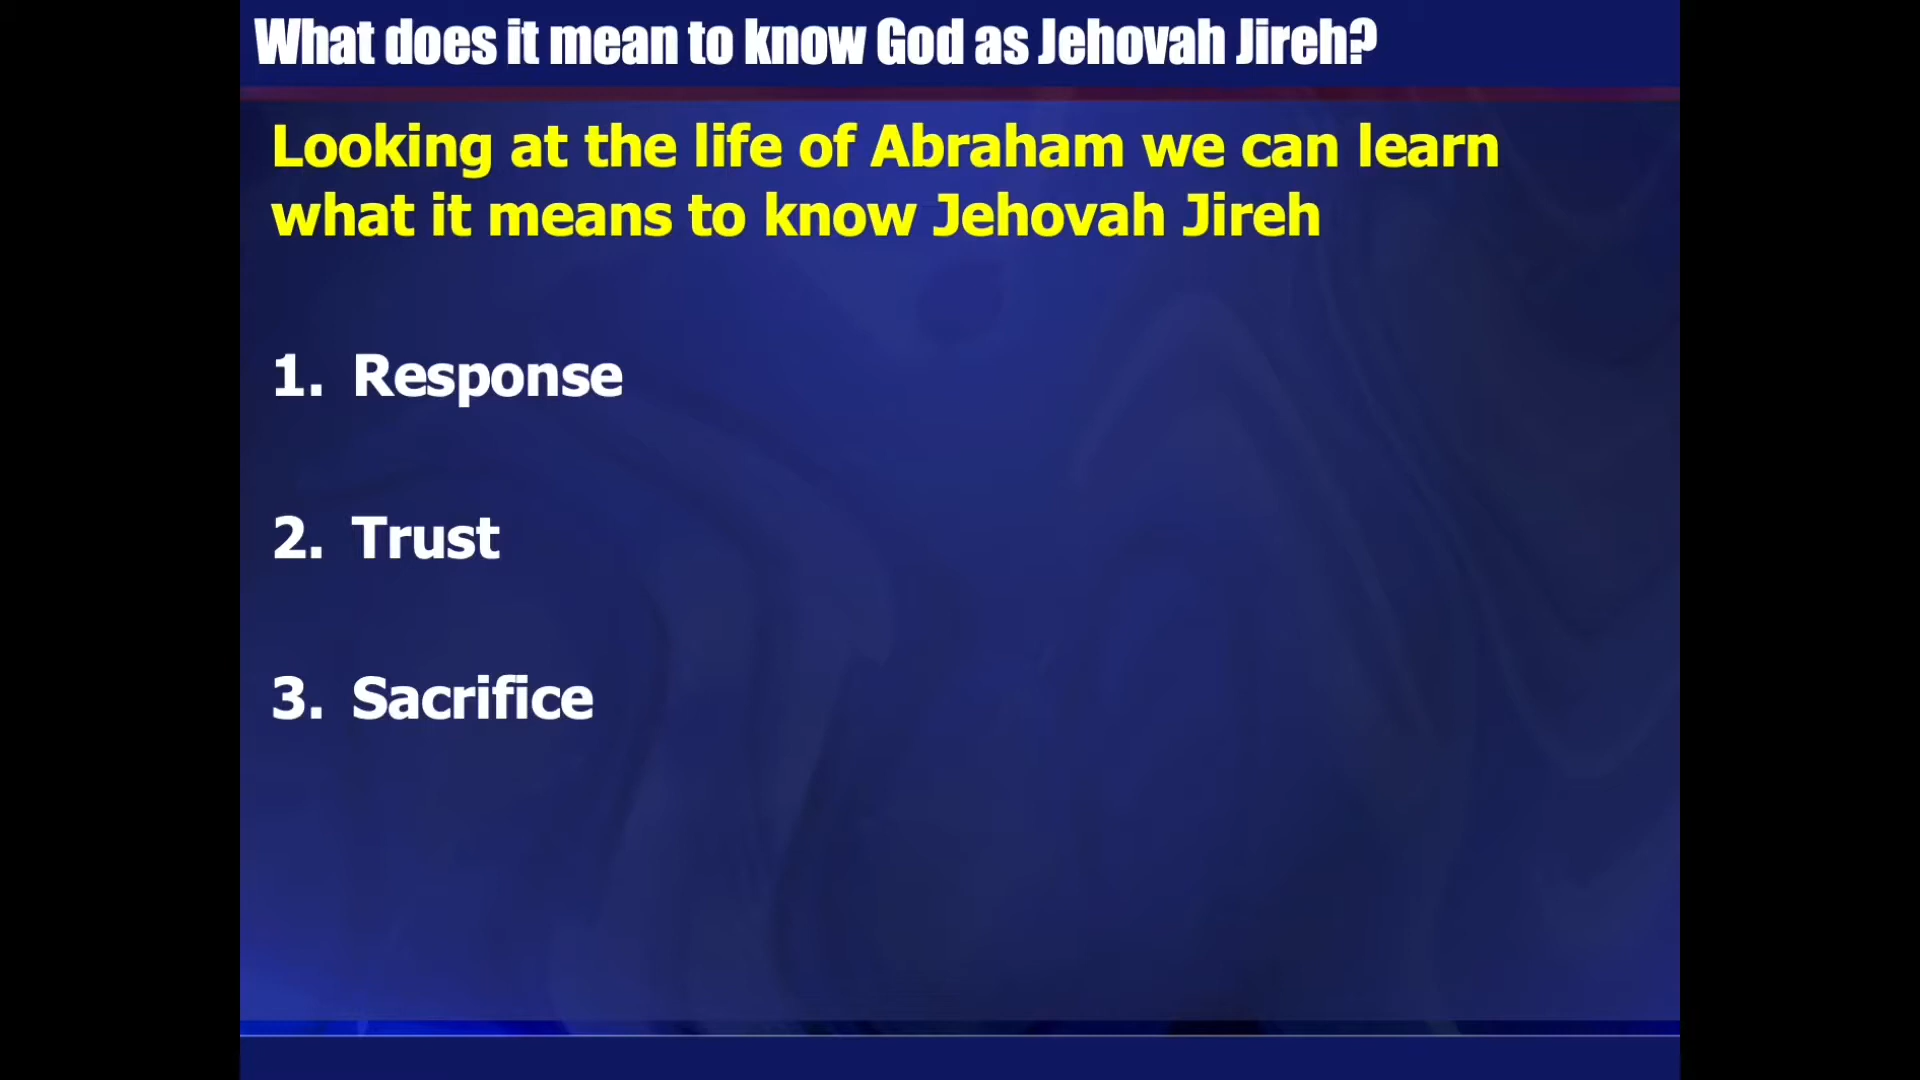 What does it mean to know God as Jehovah Jireh?
Looking at the life of Abraham we can learn
what it means to know Jehovah Jireh
1. Response
2. Trust
3. Sacrifice